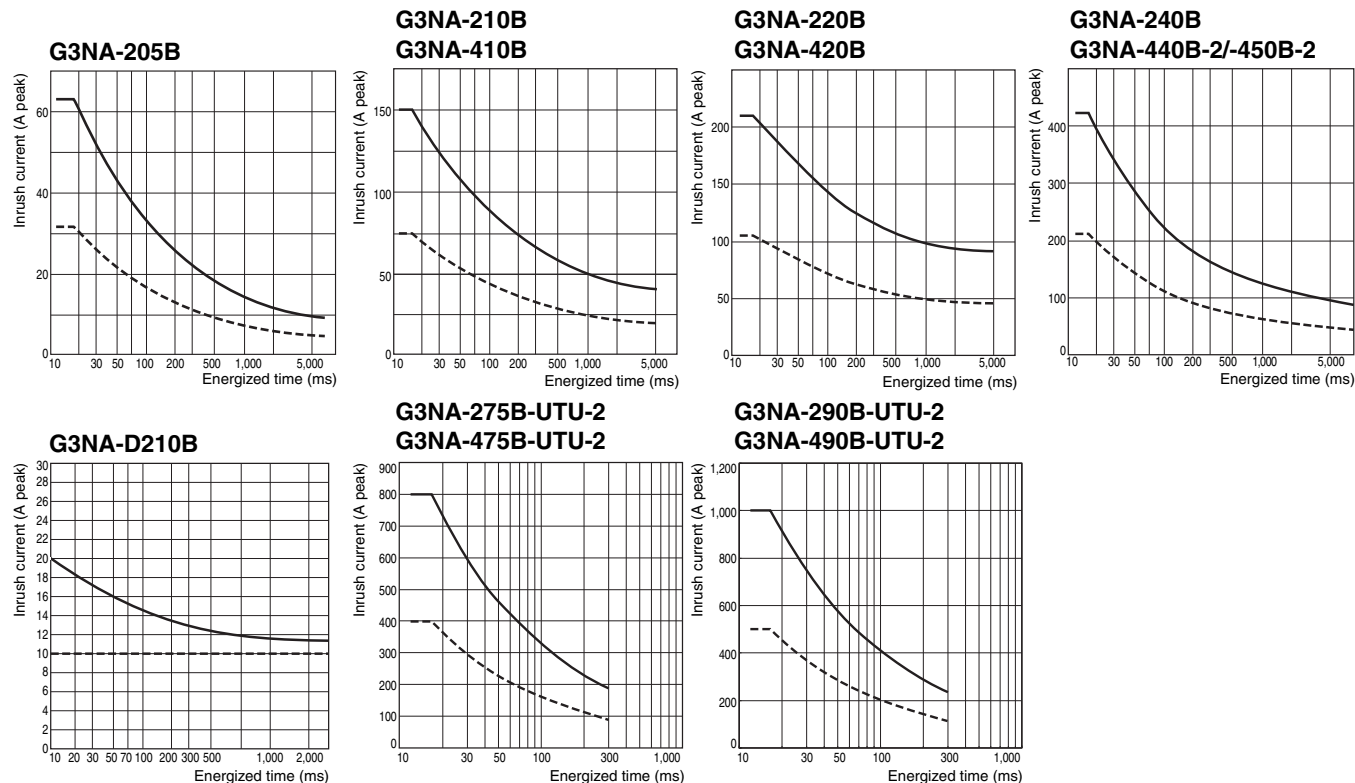 G3NA-205B
Inrush current (A peak)
60
40
20
0
10 30 50 100 200 500 1,000 5,000
Energized time (ms)
G3NA-210B
G3NA-410B
Inrush current (A peak)
150
100
50
0
10 30 50 100 200 500 1,000 5,000
Energized time (ms)
G3NA-220B
G3NA-420B
Inrush current (A peak)
200
150
100
50
0
10 30 50 100 200 500 1,000 5,000
Energized time (ms)
G3NA-240B
G3NA-440B-2/-450B-2
Inrush current (A peak)
400
300
200
100
0
10 30 50 100 200 500 1,000 5,000
Energized time (ms)
G3NA-D210B
Inrush current (A peak)
30
28
26
24
22
20
18
16
14
12
10
8
6
4
2
0
10 20 30 50 70 100 200 300 500 1,000 2,000
Energized time (ms)
G3NA-275B-UTU-2
G3NA-475B-UTU-2
Inrush current (A peak)
900
800
700
600
500
400
300
200
100
0
10 30 50 100 300 1,000
Energized time (ms)
G3NA-290B-UTU-2
G3NA-490B-UTU-2
Inrush current (A peak)
1,200
1,000
800
600
400
200
0
10 30 50 100 300 1,000
Energized time (ms)